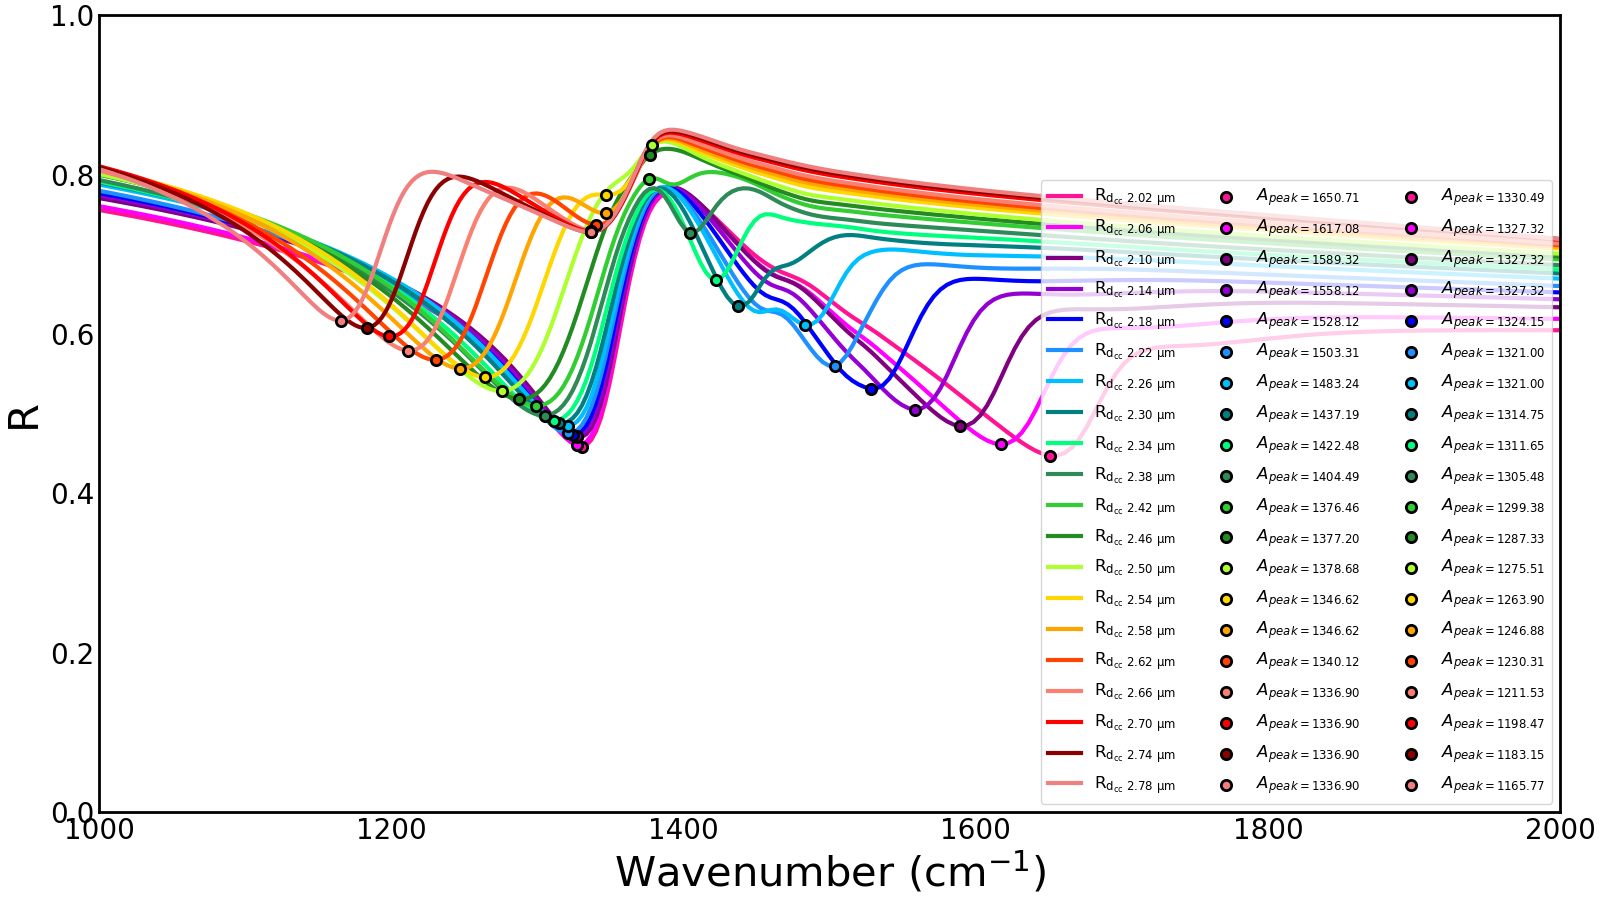 1.0
0.8
0.6
0.4
0.2
0.0
R
1000
1200
1400
1600
1800
2000
Wavenumber (cm⁻¹)
R_dcc 2.02 μm A_peak=1650.71 A_peak=1330.49
R_dcc 2.06 μm A_peak=1617.08 A_peak=1327.32
R_dcc 2.10 μm A_peak=1589.32 A_peak=1327.32
R_dcc 2.14 μm A_peak=1558.12 A_peak=1327.32
R_dcc 2.18 μm A_peak=1528.12 A_peak=1324.15
R_dcc 2.22 μm A_peak=1503.31 A_peak=1321.00
R_dcc 2.26 μm A_peak=1483.24 A_peak=1321.00
R_dcc 2.30 μm A_peak=1437.19 A_peak=1314.75
R_dcc 2.34 μm A_peak=1422.48 A_peak=1311.65
R_dcc 2.38 μm A_peak=1404.49 A_peak=1305.48
R_dcc 2.42 μm A_peak=1376.46 A_peak=1299.38
R_dcc 2.46 μm A_peak=1377.20 A_peak=1287.33
R_dcc 2.50 μm A_peak=1378.68 A_peak=1275.51
R_dcc 2.54 μm A_peak=1346.62 A_peak=1263.90
R_dcc 2.58 μm A_peak=1346.62 A_peak=1246.88
R_dcc 2.62 μm A_peak=1340.12 A_peak=1230.31
R_dcc 2.66 μm A_peak=1336.90 A_peak=1211.53
R_dcc 2.70 μm A_peak=1336.90 A_peak=1198.47
R_dcc 2.74 μm A_peak=1336.90 A_peak=1183.15
R_dcc 2.78 μm A_peak=1336.90 A_peak=1165.77